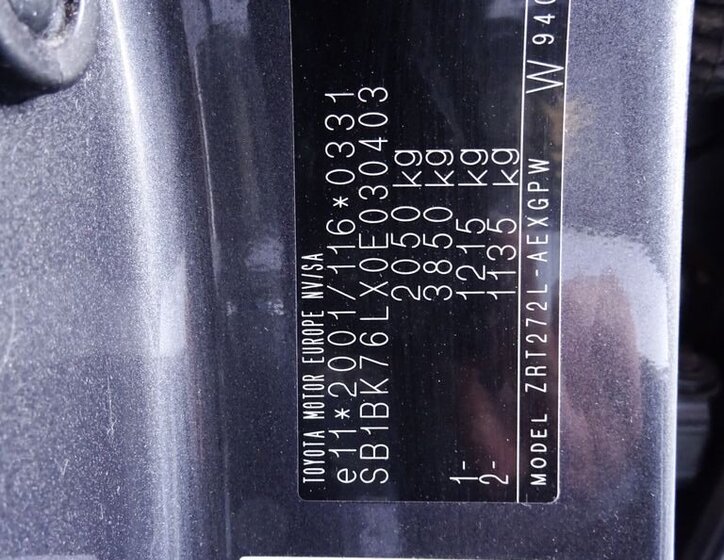 TOYOTA MOTOR EUROPE NV/SA
e11*2001/116*0331
SB1BK76LX0E030403
2050 kg
3850 kg
1- 1215 kg
2- 1135 kg
MODEL ZRT272L-AEXGPW W 940